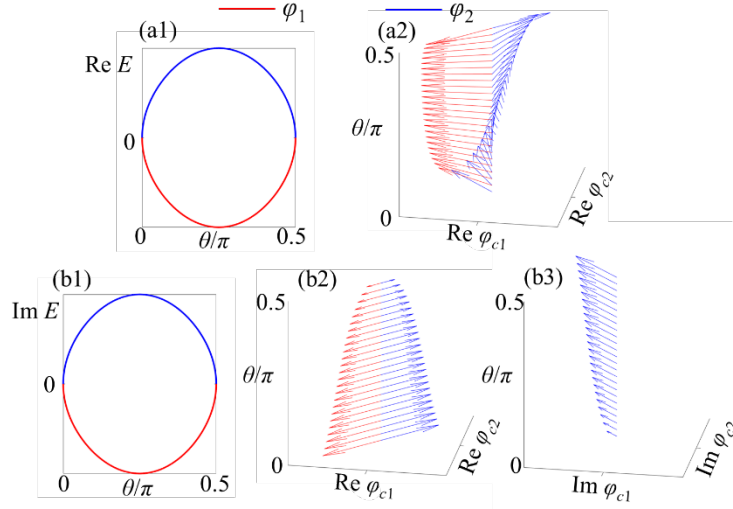 φ₁ φ₂
(a1)
Re E
0
0 θ/π 0.5
(a2)
0.5
θ/π
0
Re φc1
Re φc2
(b1)
Im E
0
0 θ/π 0.5
(b2)
0.5
θ/π
0
Re φc1
Re φc2
(b3)
0.5
θ/π
0
Im φc1
Im φc2